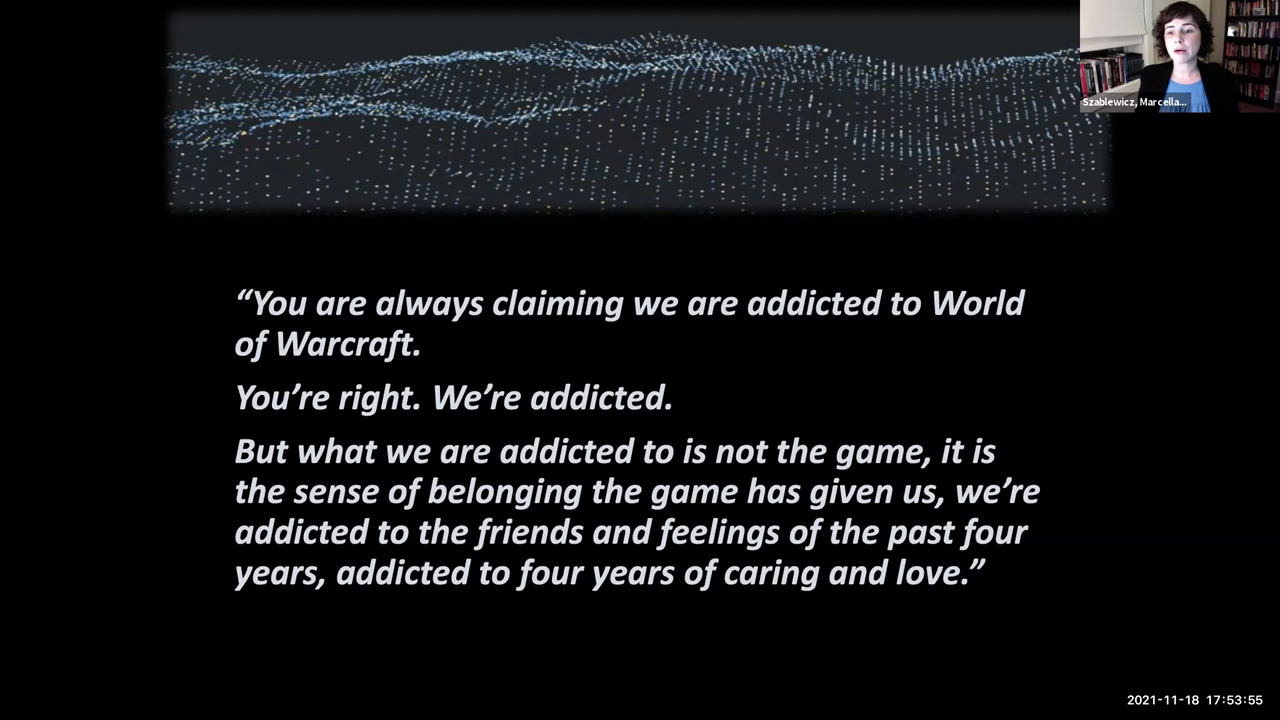 Szablewicz, Marcella...
“You are always claiming we are addicted to World
of Warcraft.
You’re right. We’re addicted.
But what we are addicted to is not the game, it is
the sense of belonging the game has given us, we’re
addicted to the friends and feelings of the past four
years, addicted to four years of caring and love.”
2021-11-18 17:53:55